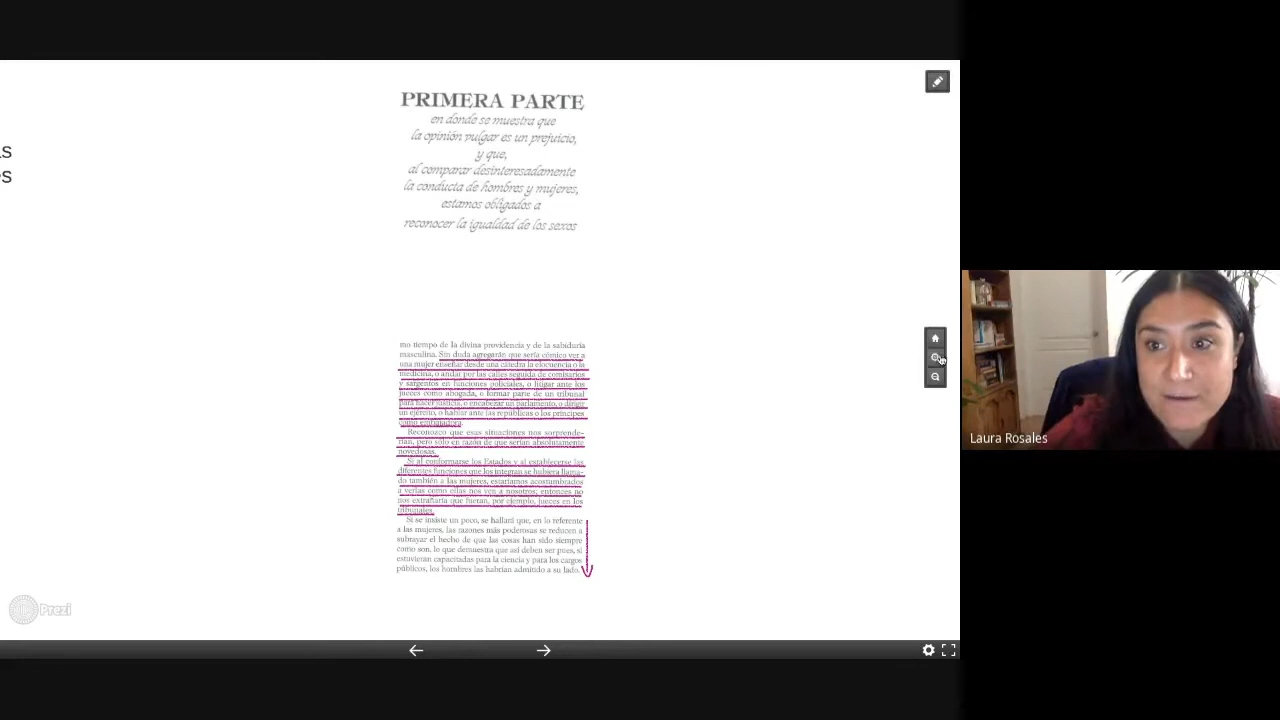 as
es
PRIMERA PARTE
en donde se muestra que
la opinión vulgar es un prejuicio,
y que,
al comparar desinteresadamente
la conducta de hombres y mujeres,
estamos obligados a
reconocer la igualdad de los sexos
mo tiempo de la divina providencia y de la sabiduría
masculina. Sin duda agregarán que sería cómico ver a
una mujer enseñar desde una cátedra la elocuencia o la
medicina, o andar por las calles seguida de comisarios
y sargentos en funciones policiales, o litigar ante los
jueces como abogada, o formar parte de un tribunal
para hacer justicia, o encabezar un parlamento, o dirigir
un ejército, o hablar ante las repúblicas o los príncipes
como embajadora.
Reconozco que esas situaciones nos sorprende-
rían, pero sólo en razón de que serían absolutamente
novedosas.
Si al conformarse los Estados y al establecerse las
diferentes funciones que los integran se hubiera llama-
do también a las mujeres, estaríamos acostumbrados
a verlas como ellas nos ven a nosotros; entonces no
nos extrañaría que fueran, por ejemplo, jueces en los
tribunales.
Si se insiste un poco, se hallará que, en lo referente
a las mujeres, las razones más poderosas se reducen a
subrayar el hecho de que las cosas han sido siempre
como son, lo que demuestra que así deben ser pues, si
estuvieran capacitadas para la ciencia y para los cargos
públicos, los hombres las habrían admitido a su lado.
Prezi
Laura Rosales